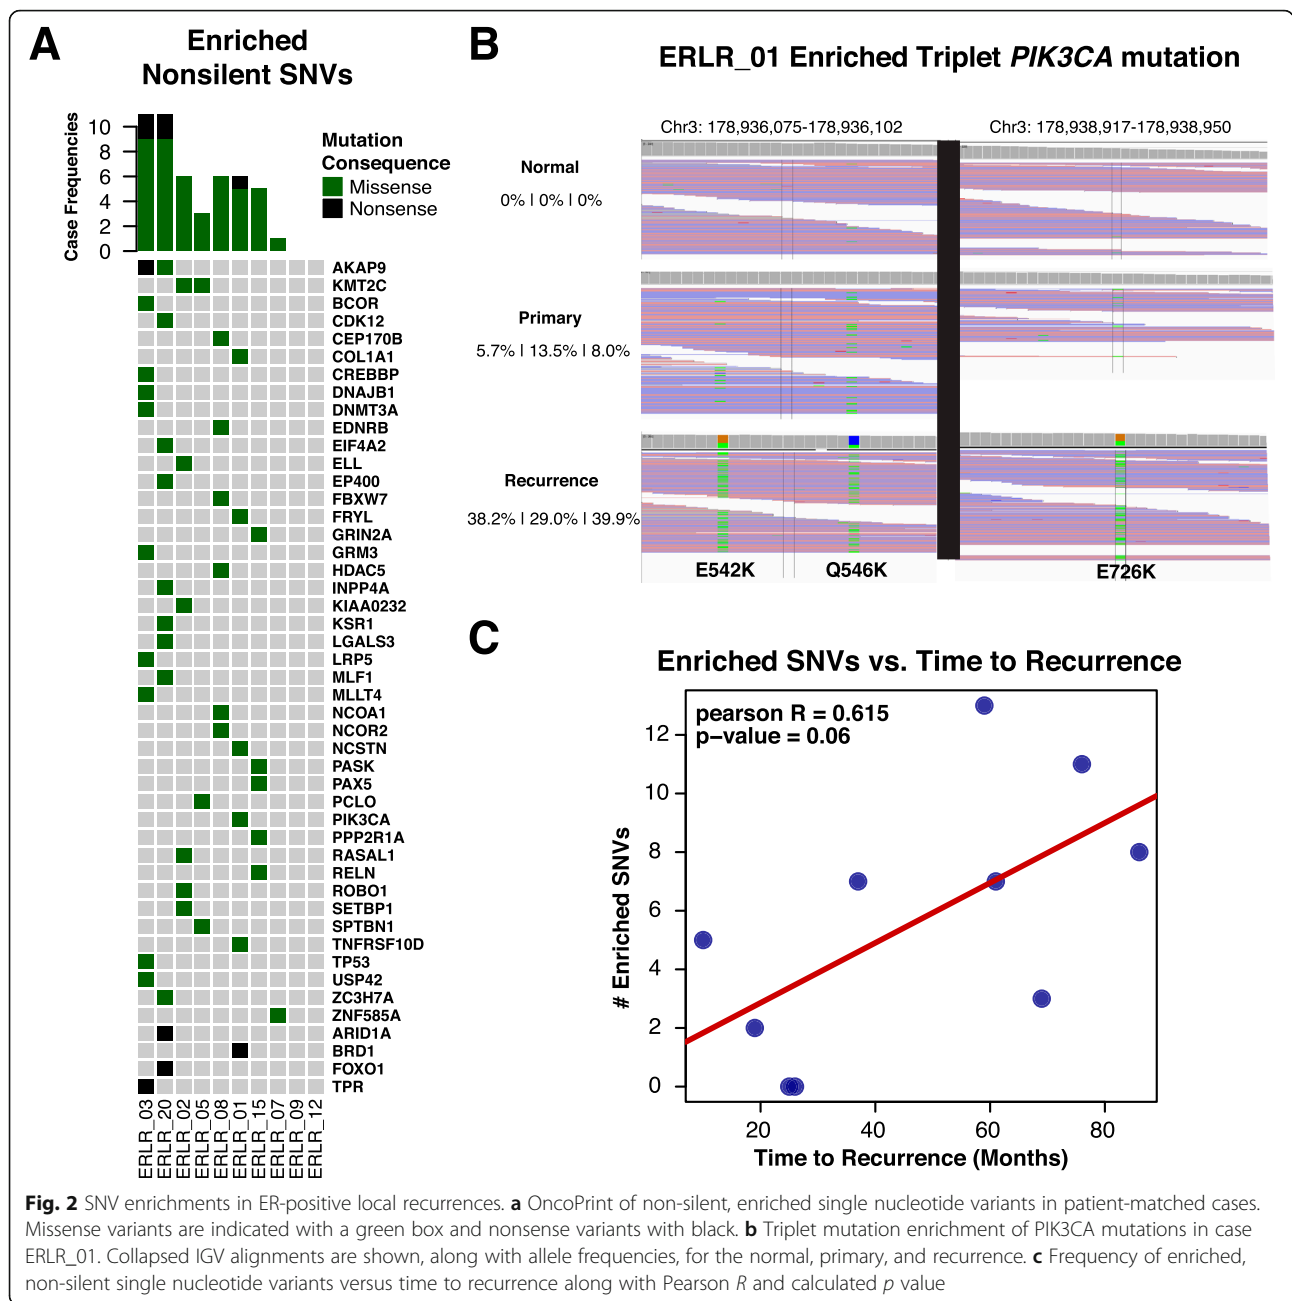 A
Enriched
Nonsilent SNVs
Case Frequencies
10
8
6
4
2
0
Mutation
Consequence
Missense
Nonsense
AKAP9
KMT2C
BCOR
CDK12
CEP170B
COL1A1
CREBBP
DNAJB1
DNMT3A
EDNRB
EIF4A2
ELL
EP400
FBXW7
FRYL
GRIN2A
GRM3
HDAC5
INPP4A
KIAA0232
KSR1
LGALS3
LRP5
MLF1
MLLT4
NCOA1
NCOR2
NCSTN
PASK
PAX5
PCLO
PIK3CA
PPP2R1A
RASAL1
RELN
ROBO1
SETBP1
SPTBN1
TNFRSF10D
TP53
USP42
ZC3H7A
ZNF585A
ARID1A
BRD1
FOXO1
TPR
ERLR_03
ERLR_20
ERLR_02
ERLR_05
ERLR_08
ERLR_01
ERLR_15
ERLR_07
ERLR_09
ERLR_12
B
ERLR_01 Enriched Triplet PIK3CA mutation
Chr3: 178,936,075-178,936,102
Chr3: 178,938,917-178,938,950
Normal
0% I 0% I 0%
Primary
5.7% I 13.5% I 8.0%
Recurrence
38.2% I 29.0% I 39.9%
E542K
Q546K
E726K
C
Enriched SNVs vs. Time to Recurrence
pearson R = 0.615
p−value = 0.06
# Enriched SNVs
12
10
8
6
4
2
0
20
40
60
80
Time to Recurrence (Months)
Fig. 2 SNV enrichments in ER-positive local recurrences. a OncoPrint of non-silent, enriched single nucleotide variants in patient-matched cases.
Missense variants are indicated with a green box and nonsense variants with black. b Triplet mutation enrichment of PIK3CA mutations in case
ERLR_01. Collapsed IGV alignments are shown, along with allele frequencies, for the normal, primary, and recurrence. c Frequency of enriched,
non-silent single nucleotide variants versus time to recurrence along with Pearson R and calculated p value